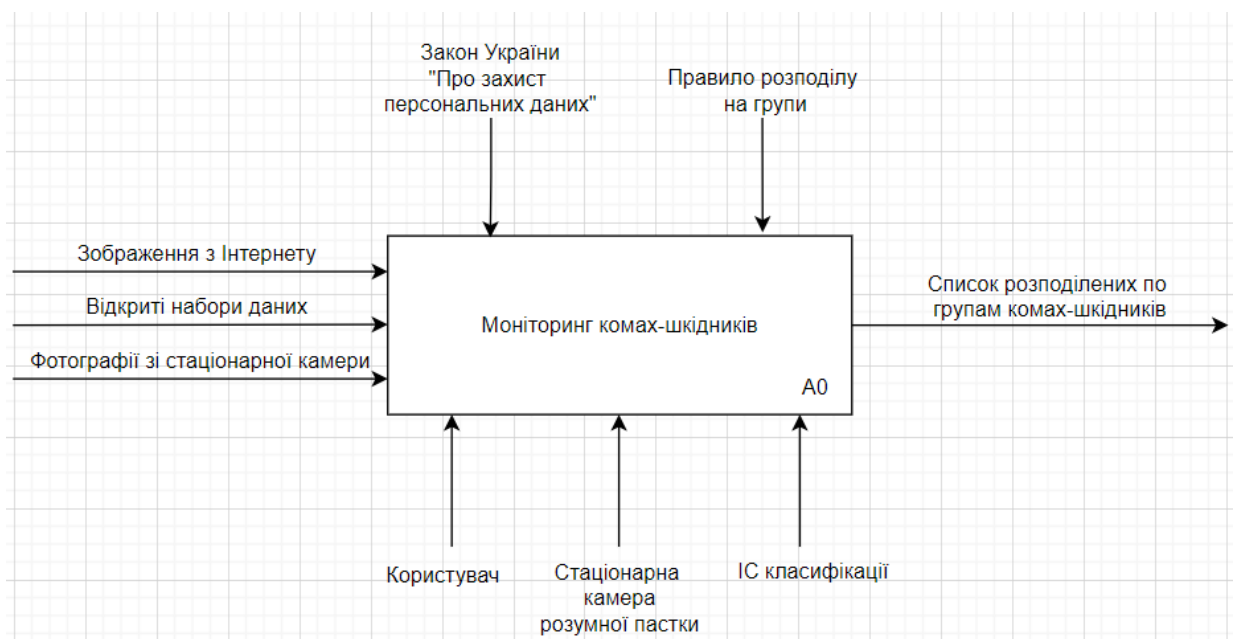 Закон України
"Про захист
персональних даних"
Правило розподілу
на групи
Зображення з Інтернету
Відкриті набори даних
Фотографії зі стаціонарної камери
Моніторинг комах-шкідників
А0
Список розподілених по
групам комах-шкідників
Користувач
Стаціонарна
камера
розумної пастки
ІС класифікації